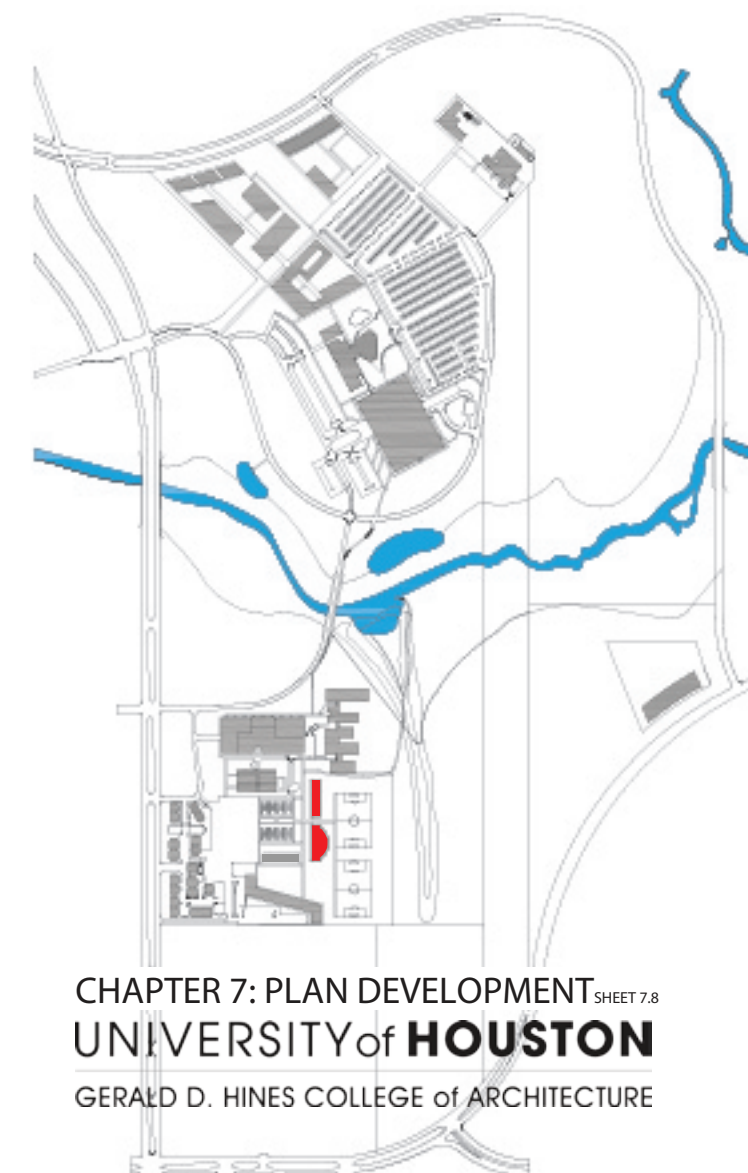 CHAPTER 7: PLAN DEVELOPMENT SHEET 7.8
UNIVERSITY of HOUSTON
GERALD D. HINES COLLEGE of ARCHITECTURE